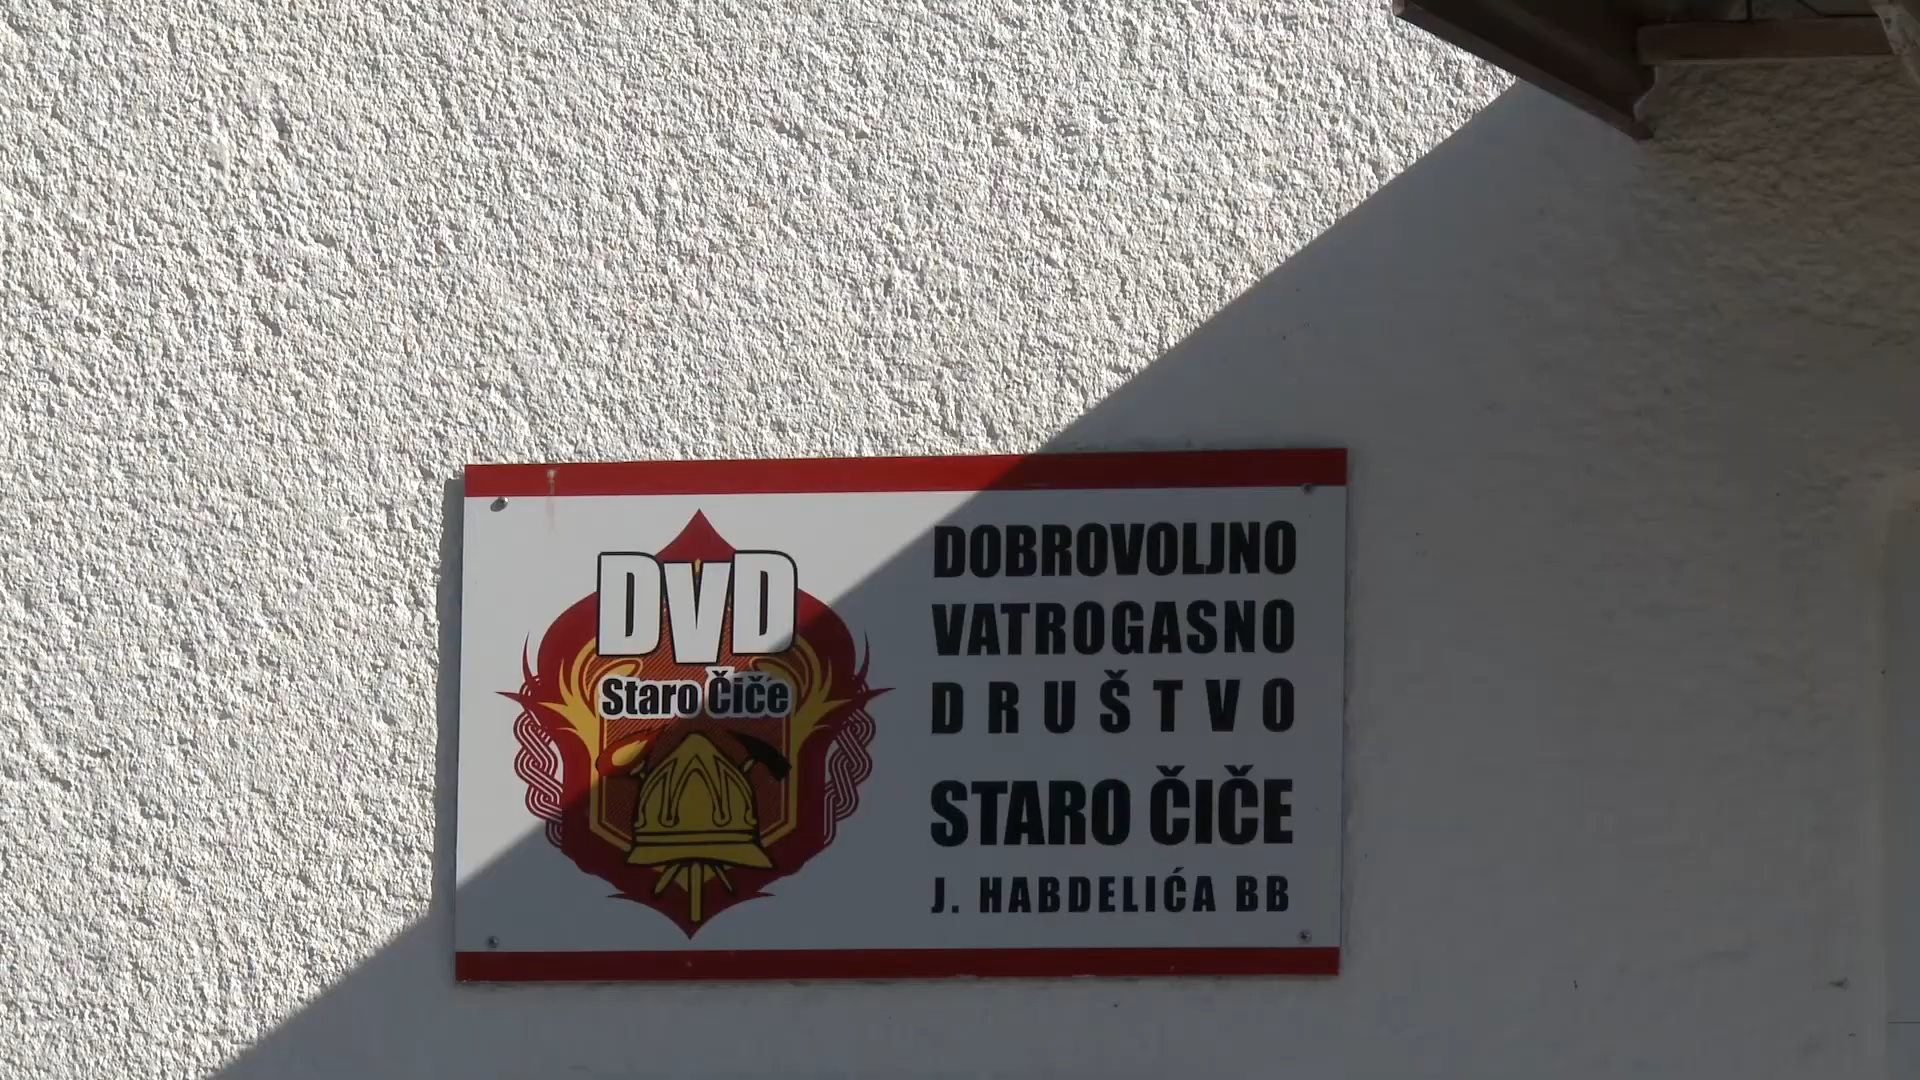 DVD
Staro Čiče
DOBROVOLJNO
VATROGASNO
DRUŠTVO
STARO ČIČE
J. HABDELIĆA BB